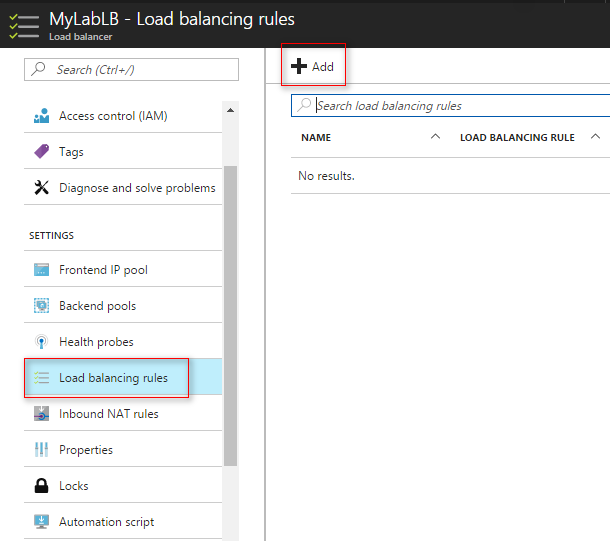 MyLabLB - Load balancing rules
Load balancer
Search (Ctrl+/)
Access control (IAM)
Tags
Diagnose and solve problems
SETTINGS
Frontend IP pool
Backend pools
Health probes
Load balancing rules
Inbound NAT rules
Properties
Locks
Automation script
Add
Search load balancing rules
NAME LOAD BALANCING RULE
No results.